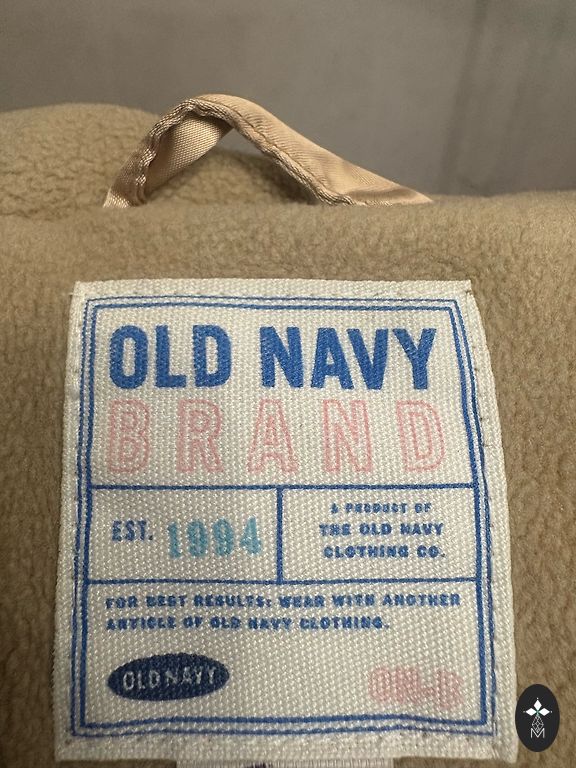 OLD NAVY
BRAND
EST. 1994
A PRODUCT OF
THE OLD NAVY
CLOTHING CO.
FOR BEST RESULTS: WEAR WITH ANOTHER
ARTICLE OF OLD NAVY CLOTHING.
OLD NAVY
M